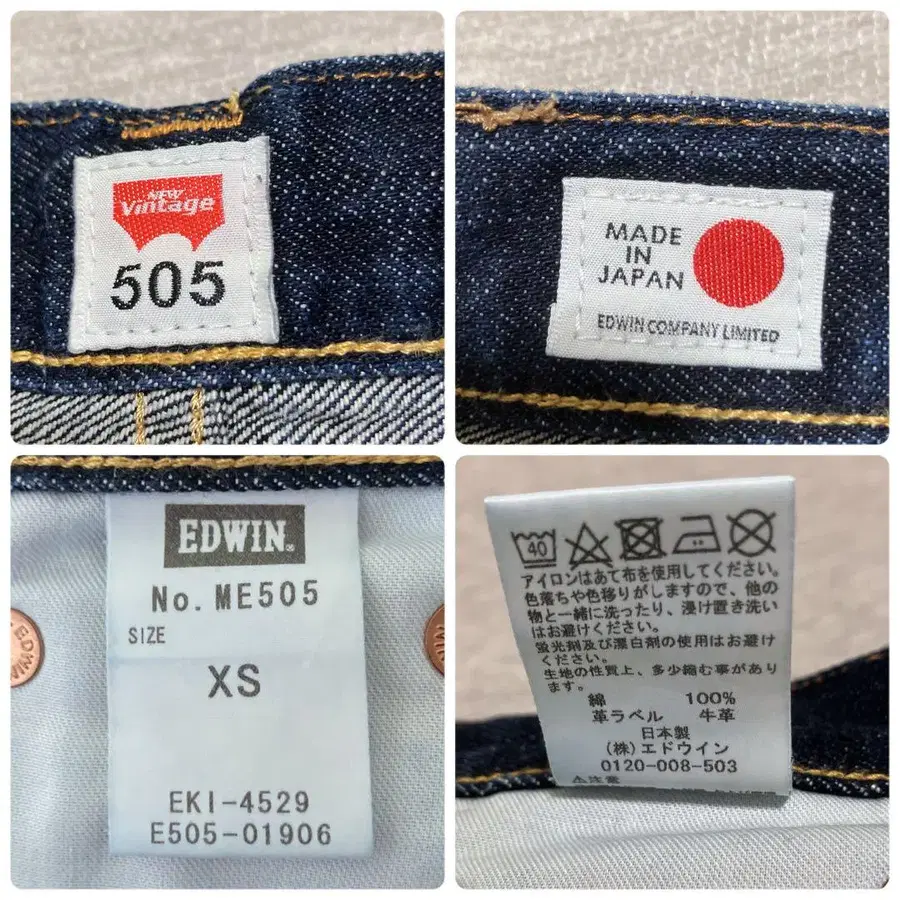 NEW
Vintage
505
MADE
IN
JAPAN
EDWIN COMPANY LIMITED
EDWIN®
No. ME505
SIZE
XS
EKI-4529
E505-01906
40
アイロンはあて布を使用してください。
色落ちや色移りがしますので、他の
物と一緒に洗ったり、浸け置き洗い
はお避けください。
蛍光剤及び漂白剤の使用はお避け
ください。
生地の性質上、多少縮む事があり
ます。
綿 100%
革ラベル 牛革
日本製
(株)エドウイン
0120-008-503
⚠注意
EDWIN